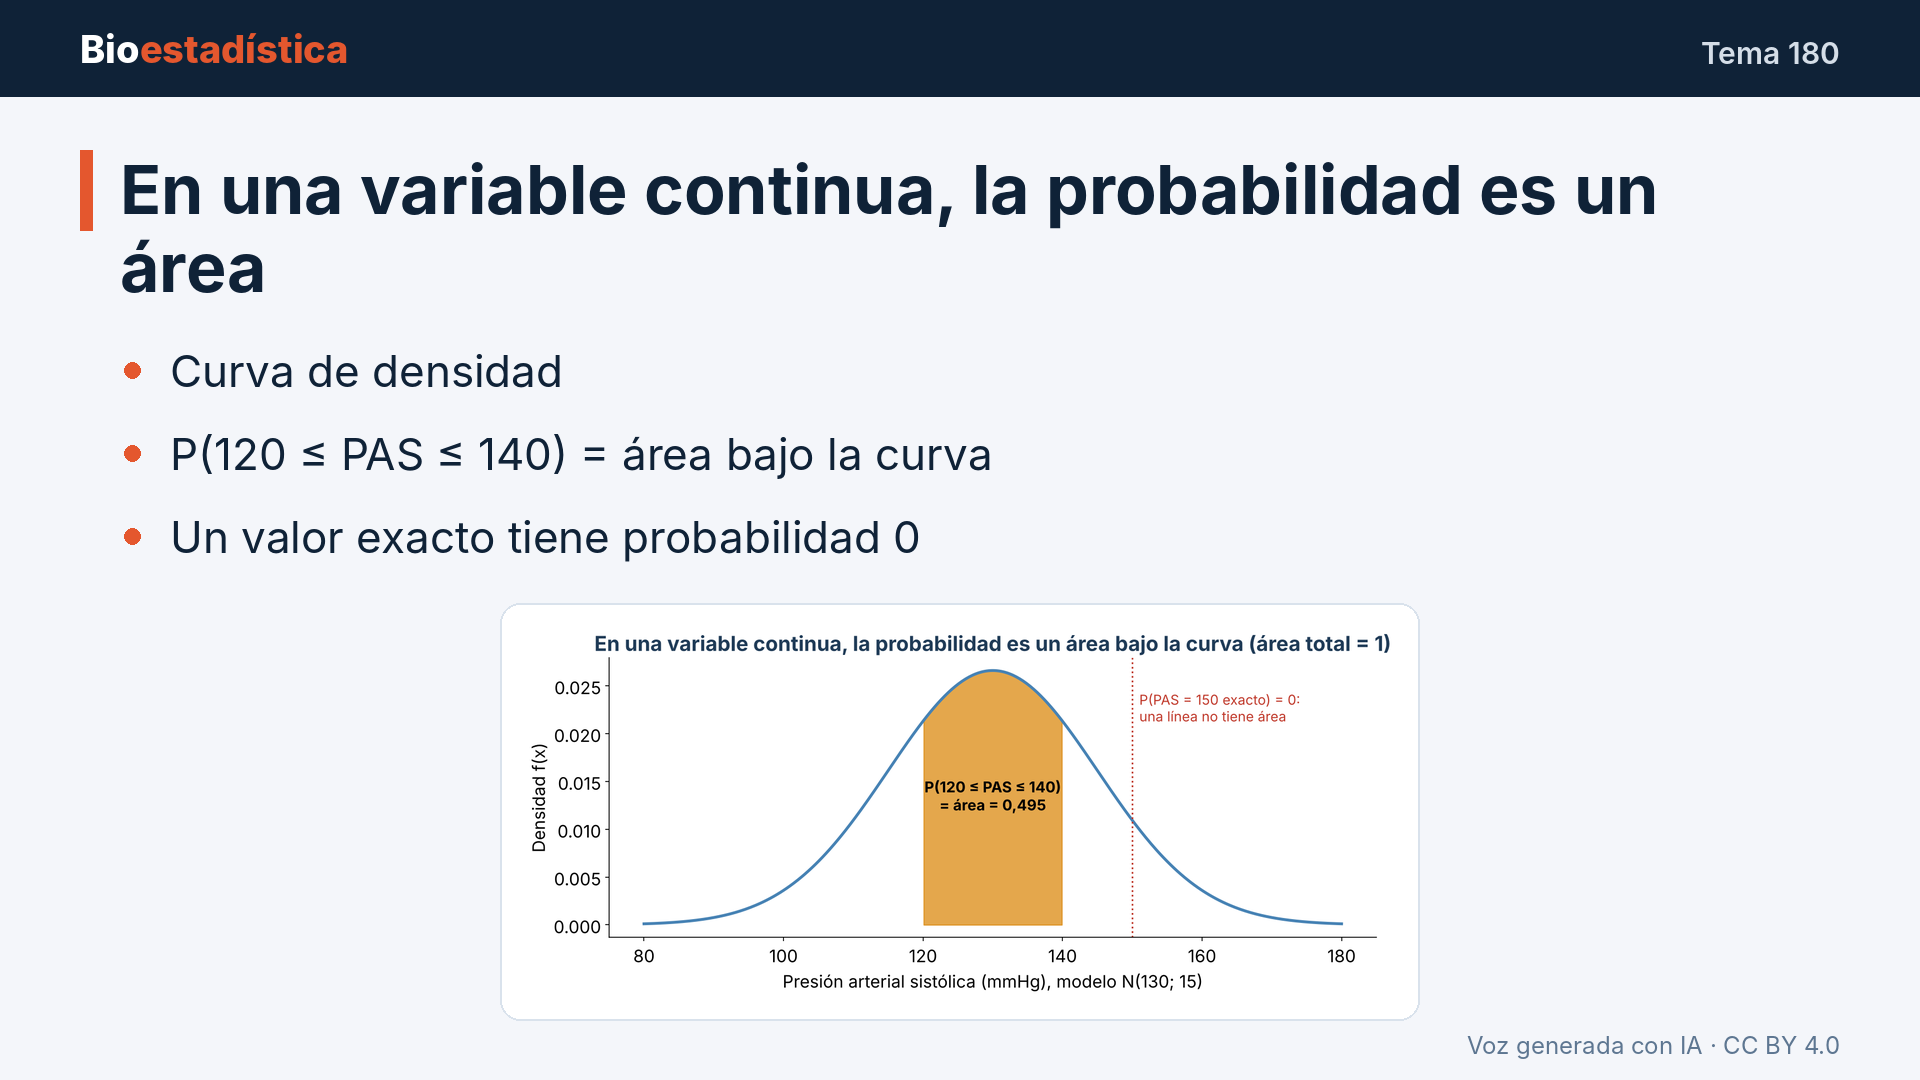 Bioestadística
Tema 180
En una variable continua, la probabilidad es un
área
Curva de densidad
P(120 ≤ PAS ≤ 140) = área bajo la curva
Un valor exacto tiene probabilidad 0
En una variable continua, la probabilidad es un área bajo la curva (área total = 1)
P(PAS = 150 exacto) = 0:
una línea no tiene área
P(120 ≤ PAS ≤ 140)
= área = 0,495
Densidad f(x)
0.025
0.020
0.015
0.010
0.005
0.000
80 100 120 140 160 180
Presión arterial sistólica (mmHg), modelo N(130; 15)
Voz generada con IA · CC BY 4.0